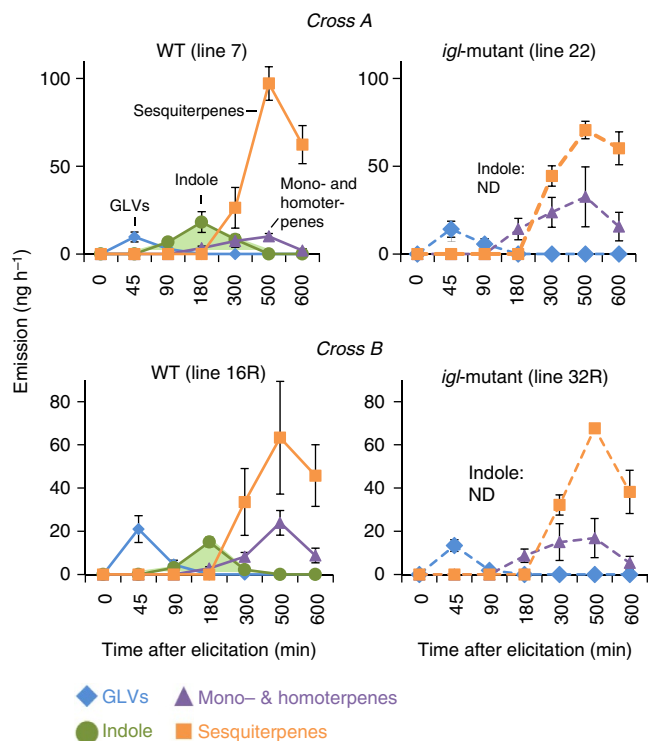 Cross A
WT (line 7)
igl-mutant (line 22)
Emission (ng h⁻¹)
100
50
0
Sesquiterpenes
Indole
GLVs
Mono- and
homoter-
penes
0 45 90 180 300 500 600
100
50
0
Indole:
ND
0 45 90 180 300 500 600
Cross B
WT (line 16R)
igl-mutant (line 32R)
80
60
40
20
0
0 45 90 180 300 500 600
80
60
40
20
0
Indole:
ND
0 45 90 180 300 500 600
Time after elicitation (min)
Time after elicitation (min)
GLVs
Mono– & homoterpenes
Indole
Sesquiterpenes